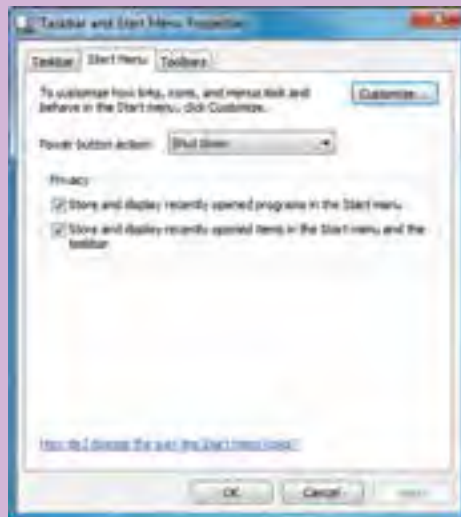 Taskbar and Start Menu Properties
Taskbar
Start Menu
Toolbars
To customize how links, icons, and menus look and
behave in the Start menu, click Customize.
Customize...
Power button action:
Shut down
Privacy
Store and display recently opened programs in the Start menu
Store and display recently opened items in the Start menu and the
taskbar
How do I change the way the Start menu looks?
OK
Cancel
Apply